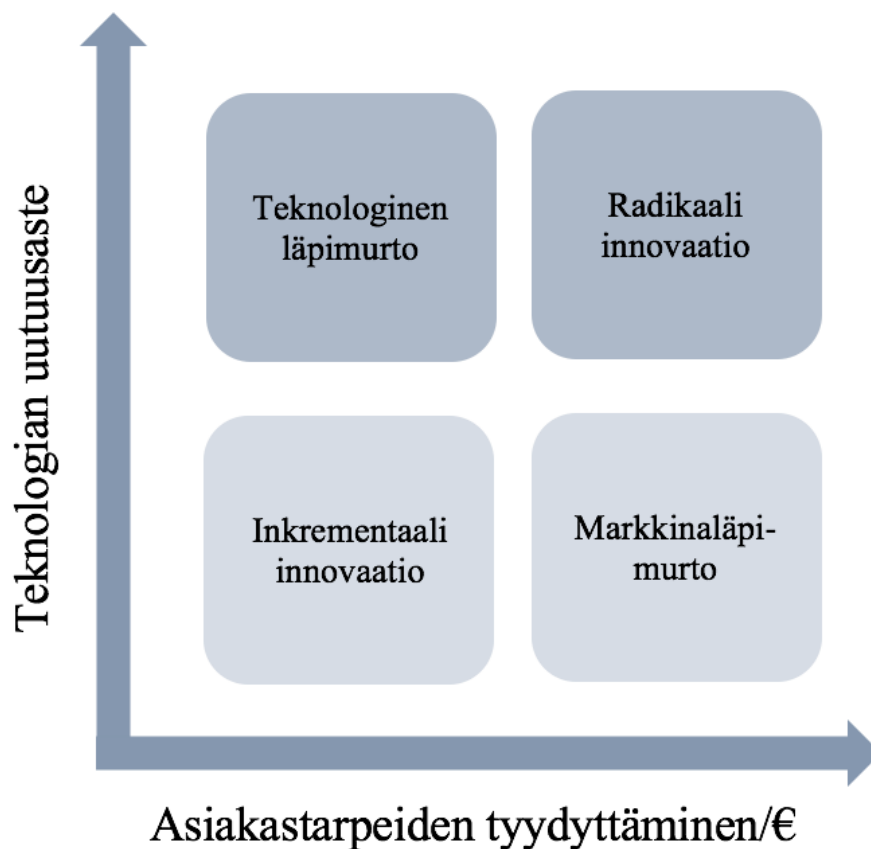 Teknologian uutuusaste
Teknologinen
läpimurto
Radikaali
innovaatio
Inkrementaali
innovaatio
Markkinaläpi-
murto
Asiakastarpeiden tyydyttäminen/€